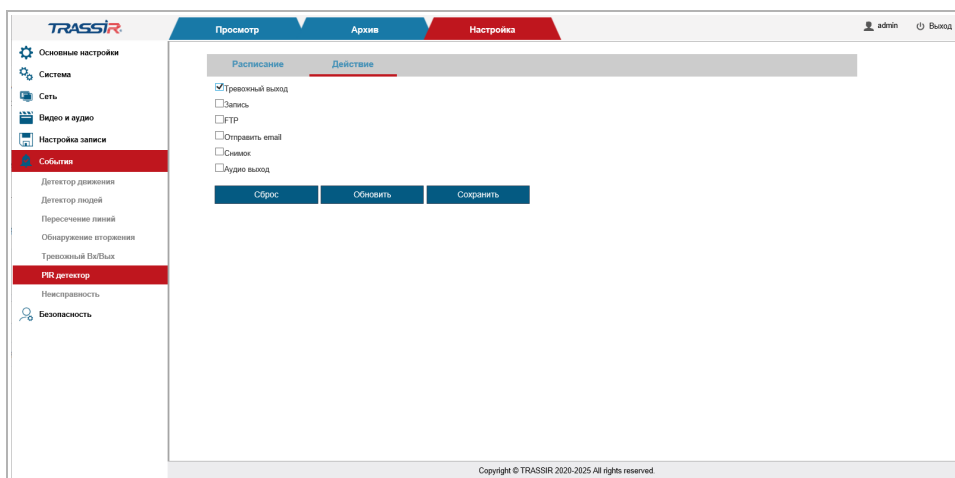 TRASSIR
Просмотр
Архив
Настройка
admin
Выход
Основные настройки
Система
Сеть
Видео и аудио
Настройка записи
События
Детектор движения
Детектор людей
Пересечение линий
Обнаружение вторжения
Тревожный Вх/Вых
PIR детектор
Неисправность
Безопасность
Расписание
Действие
Тревожный выход
Запись
FTP
Отправить email
Снимок
Аудио выход
Сброс
Обновить
Сохранить
Copyright © TRASSIR 2020-2025 All rights reserved.